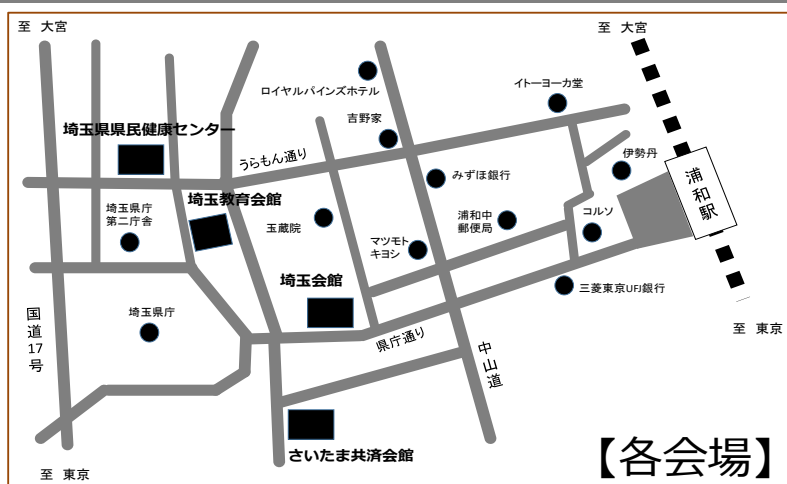 至 大宮
至 大宮
ロイヤルパインズホテル
イトーヨーカ堂
吉野家
埼玉県県民健康センター
うらもん通り
伊勢丹
みずほ銀行
浦和駅
埼玉教育会館
埼玉県庁
第二庁舎
玉蔵院
浦和中
郵便局
コルソ
マツモト
キヨシ
埼玉会館
三菱東京UFJ銀行
国道17号
埼玉県庁
県庁通り
中山道
至 東京
さいたま共済会館
【各会場】
至 東京